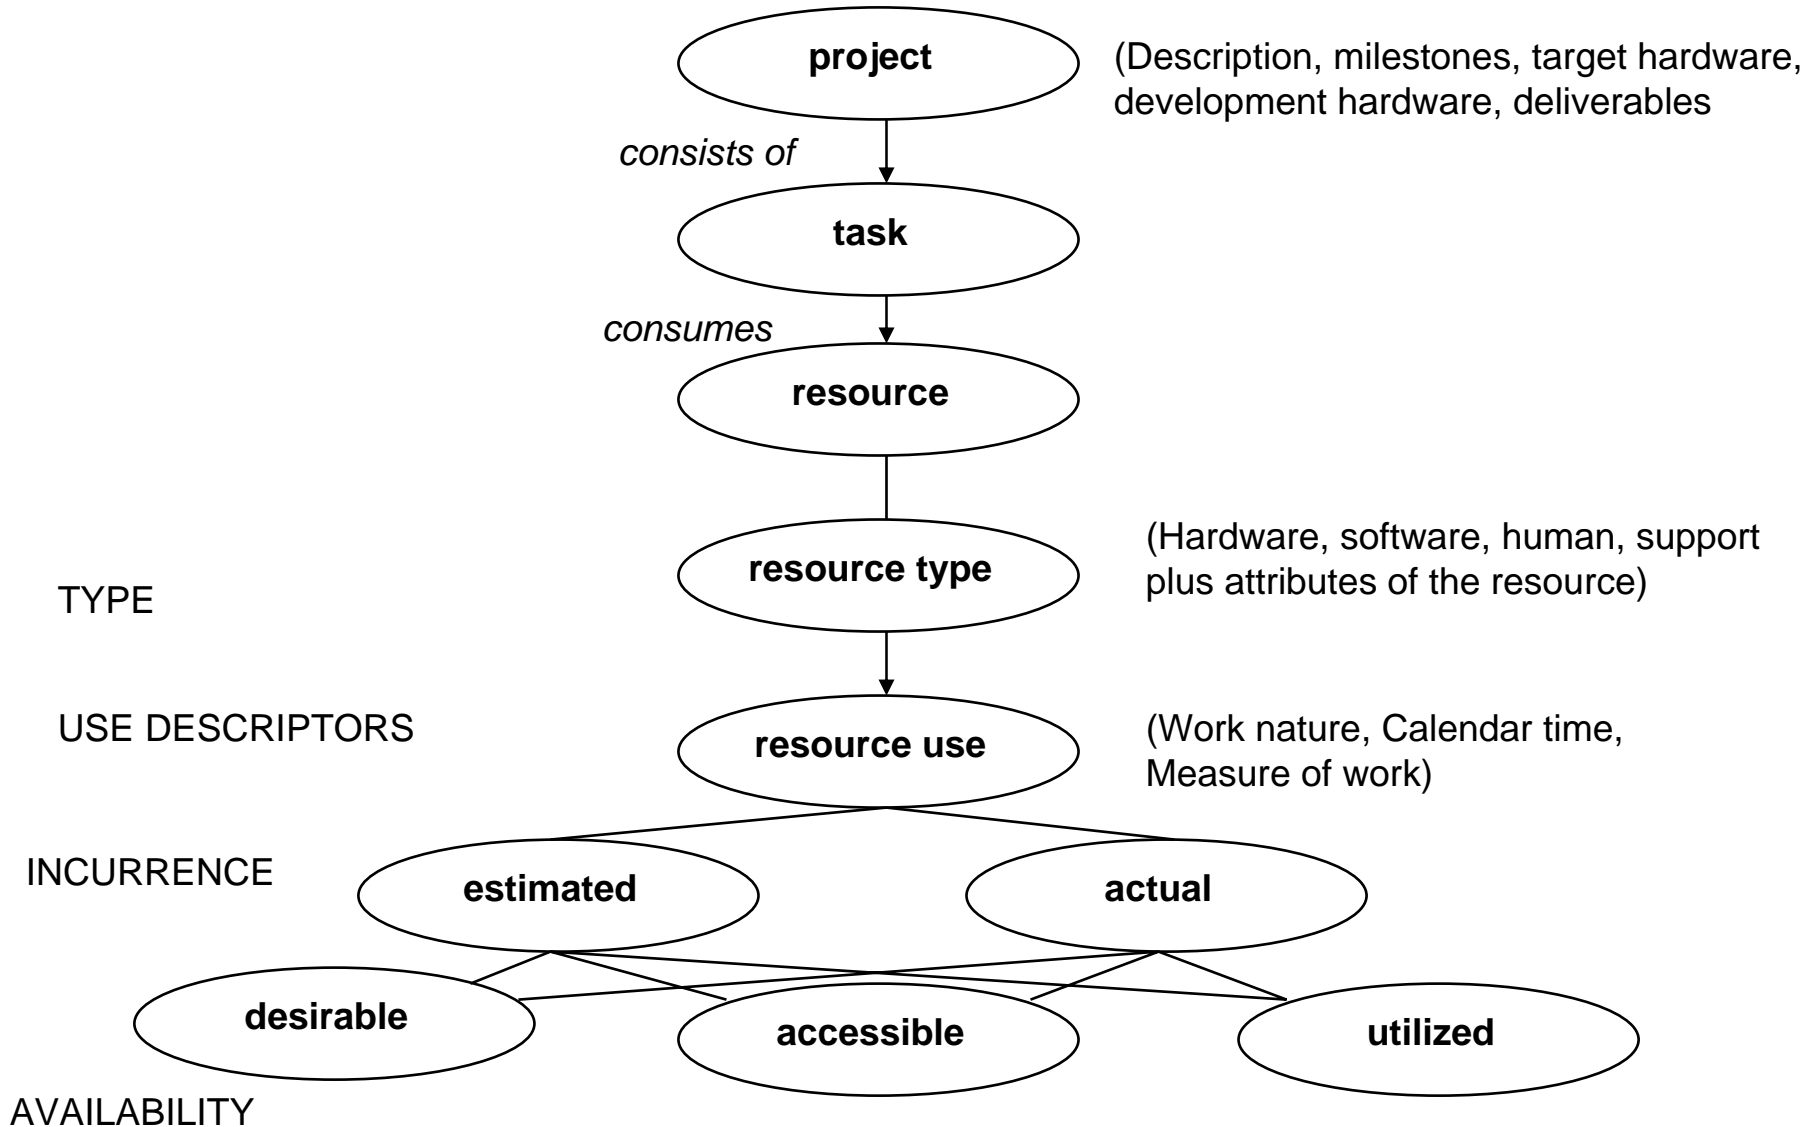 project
(Description, milestones, target hardware,
development hardware, deliverables
consists of
task
consumes
resource
resource type
(Hardware, software, human, support
plus attributes of the resource)
TYPE
USE DESCRIPTORS
resource use
(Work nature, Calendar time,
Measure of work)
INCURRENCE
estimated
actual
desirable
accessible
utilized
AVAILABILITY